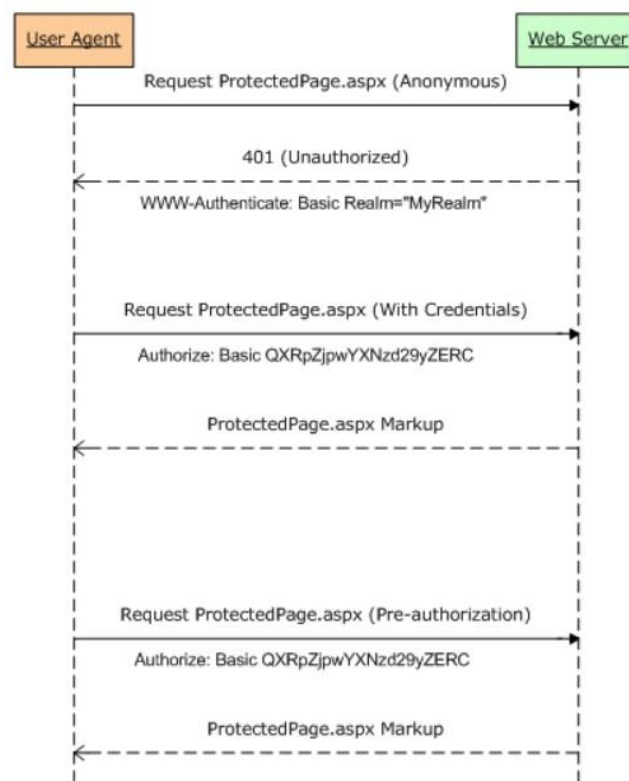 User Agent
Web Server
Request ProtectedPage.aspx (Anonymous)
401 (Unauthorized)
WWW-Authenticate: Basic Realm="MyRealm"
Request ProtectedPage.aspx (With Credentials)
Authorize: Basic QXRpZjpwYXNzd29yZERC
ProtectedPage.aspx Markup
Request ProtectedPage.aspx (Pre-authorization)
Authorize: Basic QXRpZjpwYXNzd29yZERC
ProtectedPage.aspx Markup